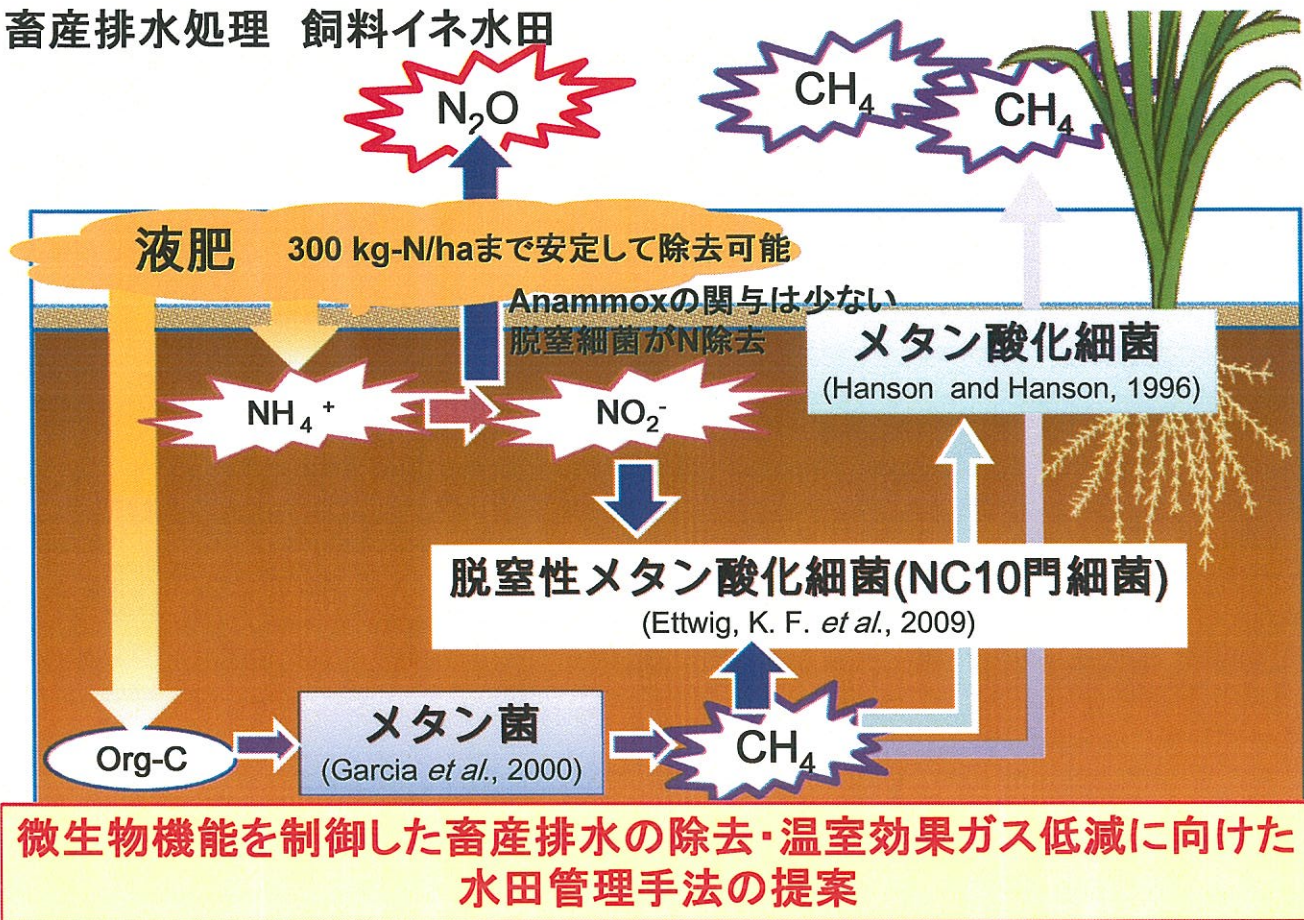 畜産排水処理 飼料イネ水田
N₂O
CH₄
CH₄
液肥 300 kg-N/haまで安定して除去可能
Anammoxの関与は少ない
脱窒細菌がN除去
メタン酸化細菌
(Hanson and Hanson, 1996)
NH₄⁺
NO₂⁻
脱窒性メタン酸化細菌(NC10門細菌)
(Ettwig, K. F. et al., 2009)
メタン菌
(Garcia et al., 2000)
Org-C
CH₄
微生物機能を制御した畜産排水の除去・温室効果ガス低減に向けた
水田管理手法の提案